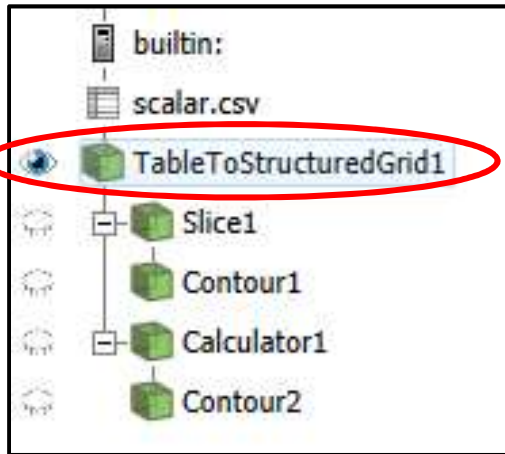 builtin:
scalar.csv
TableToStructuredGrid1
Slice1
Contour1
Calculator1
Contour2